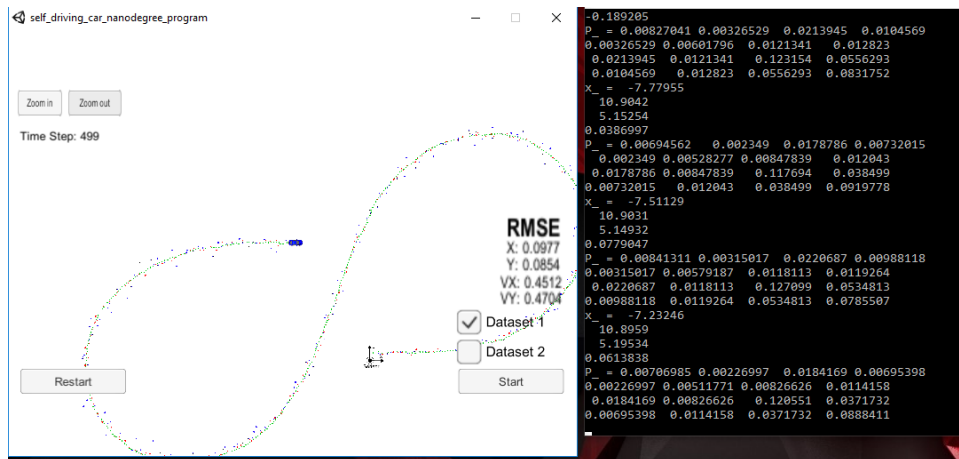 self_driving_car_nanodegree_program
Zoom in
Zoom out
Time Step: 499
RMSE
X: 0.0977
Y: 0.0854
VX: 0.4512
VY: 0.4704
Dataset 1
Dataset 2
Restart
Start
-0.189205
P_ = 0.00827041 0.00326529  0.0213945  0.0104569
0.00326529 0.00601796  0.0121341   0.012823
0.0213945  0.0121341   0.123154  0.0556293
0.0104569   0.012823  0.0556293  0.0831752
x_ =  -7.77955
10.9042
5.15254
0.0386997
P_ = 0.00694562   0.002349  0.0178786 0.00732015
0.002349 0.00528277 0.00847839   0.012043
0.0178786 0.00847839   0.117694   0.038499
0.00732015   0.012043   0.038499  0.0919778
x_ =  -7.51129
10.9031
5.14932
0.0779047
P_ = 0.00841311 0.00315017  0.0220687 0.00988118
0.00315017 0.00579187  0.0118113  0.0119264
0.0220687  0.0118113   0.127099  0.0534813
0.00988118  0.0119264  0.0534813  0.0785507
x_ =  -7.23246
10.8959
5.19534
0.0613838
P_ = 0.00706985 0.00226997  0.0184169 0.00695398
0.00226997 0.00511771 0.00826626  0.0114158
0.0184169 0.00826626   0.120551  0.0371732
0.00695398  0.0114158  0.0371732  0.0888411